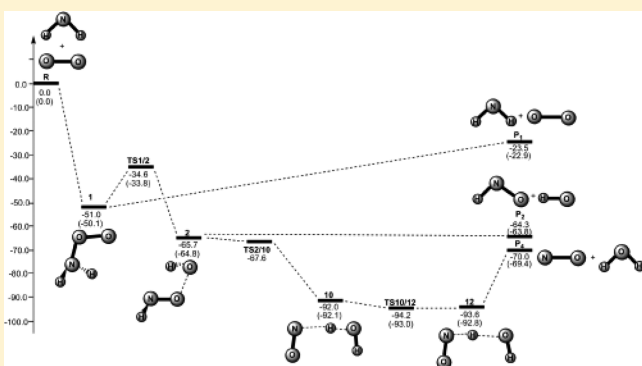 N
H H
+
O O
R
0.0
(0.0)
0.0
-10.0
-20.0
-30.0
-40.0
-50.0
-60.0
-70.0
-80.0
-90.0
-100.0
TS1/2
-34.6
(-33.8)
1
-51.0
(-50.1)
O O
N
H H
2
-65.7
(-64.8)
H O
N O
H
TS2/10
-67.6
10
-92.0
(-92.1)
N H O
O H
TS10/12
-94.2
(-93.0)
12
-93.6
(-92.8)
N H O
O H
N + O O
H H
P1
-23.5
(-22.9)
N + H O
H O
P2
-64.3
(-63.8)
P4
-70.0
(-69.4)
N O + O
H H